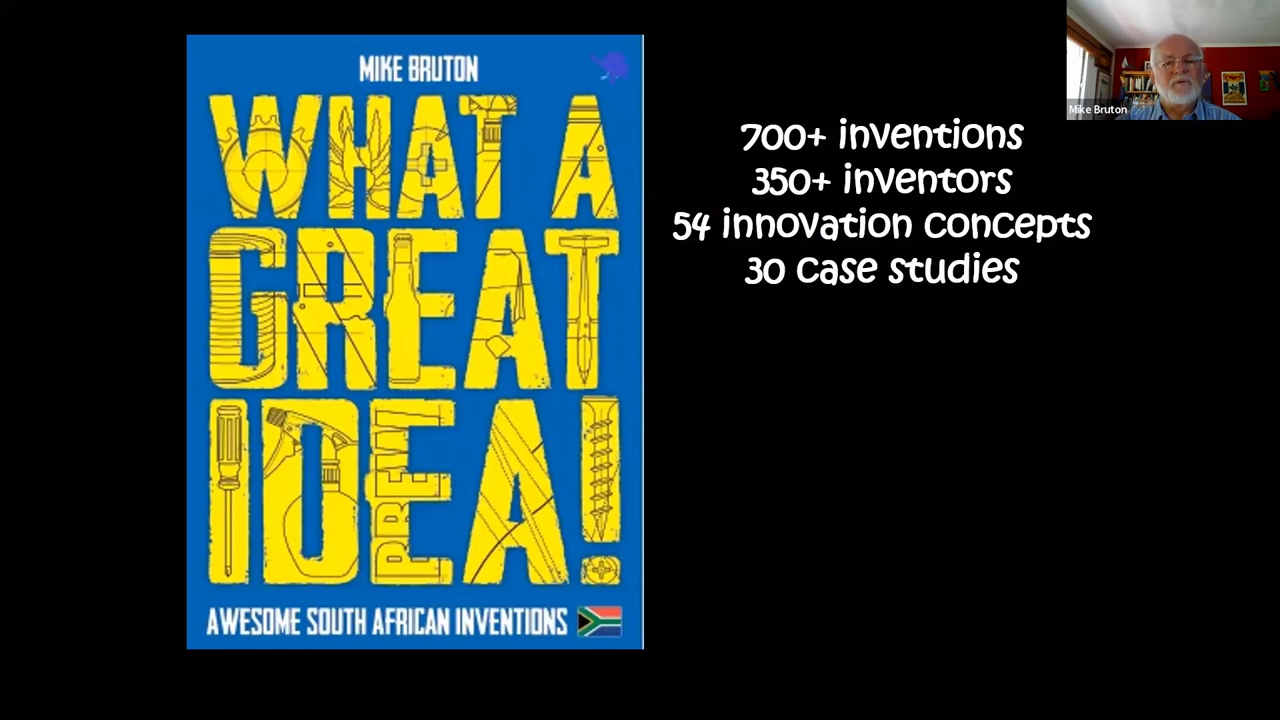 MIKE BRUTON
WHAT A
GREAT
IDEA!
AWESOME SOUTH AFRICAN INVENTIONS
700+ inventions
350+ inventors
54 innovation concepts
30 case studies
Mike Bruton